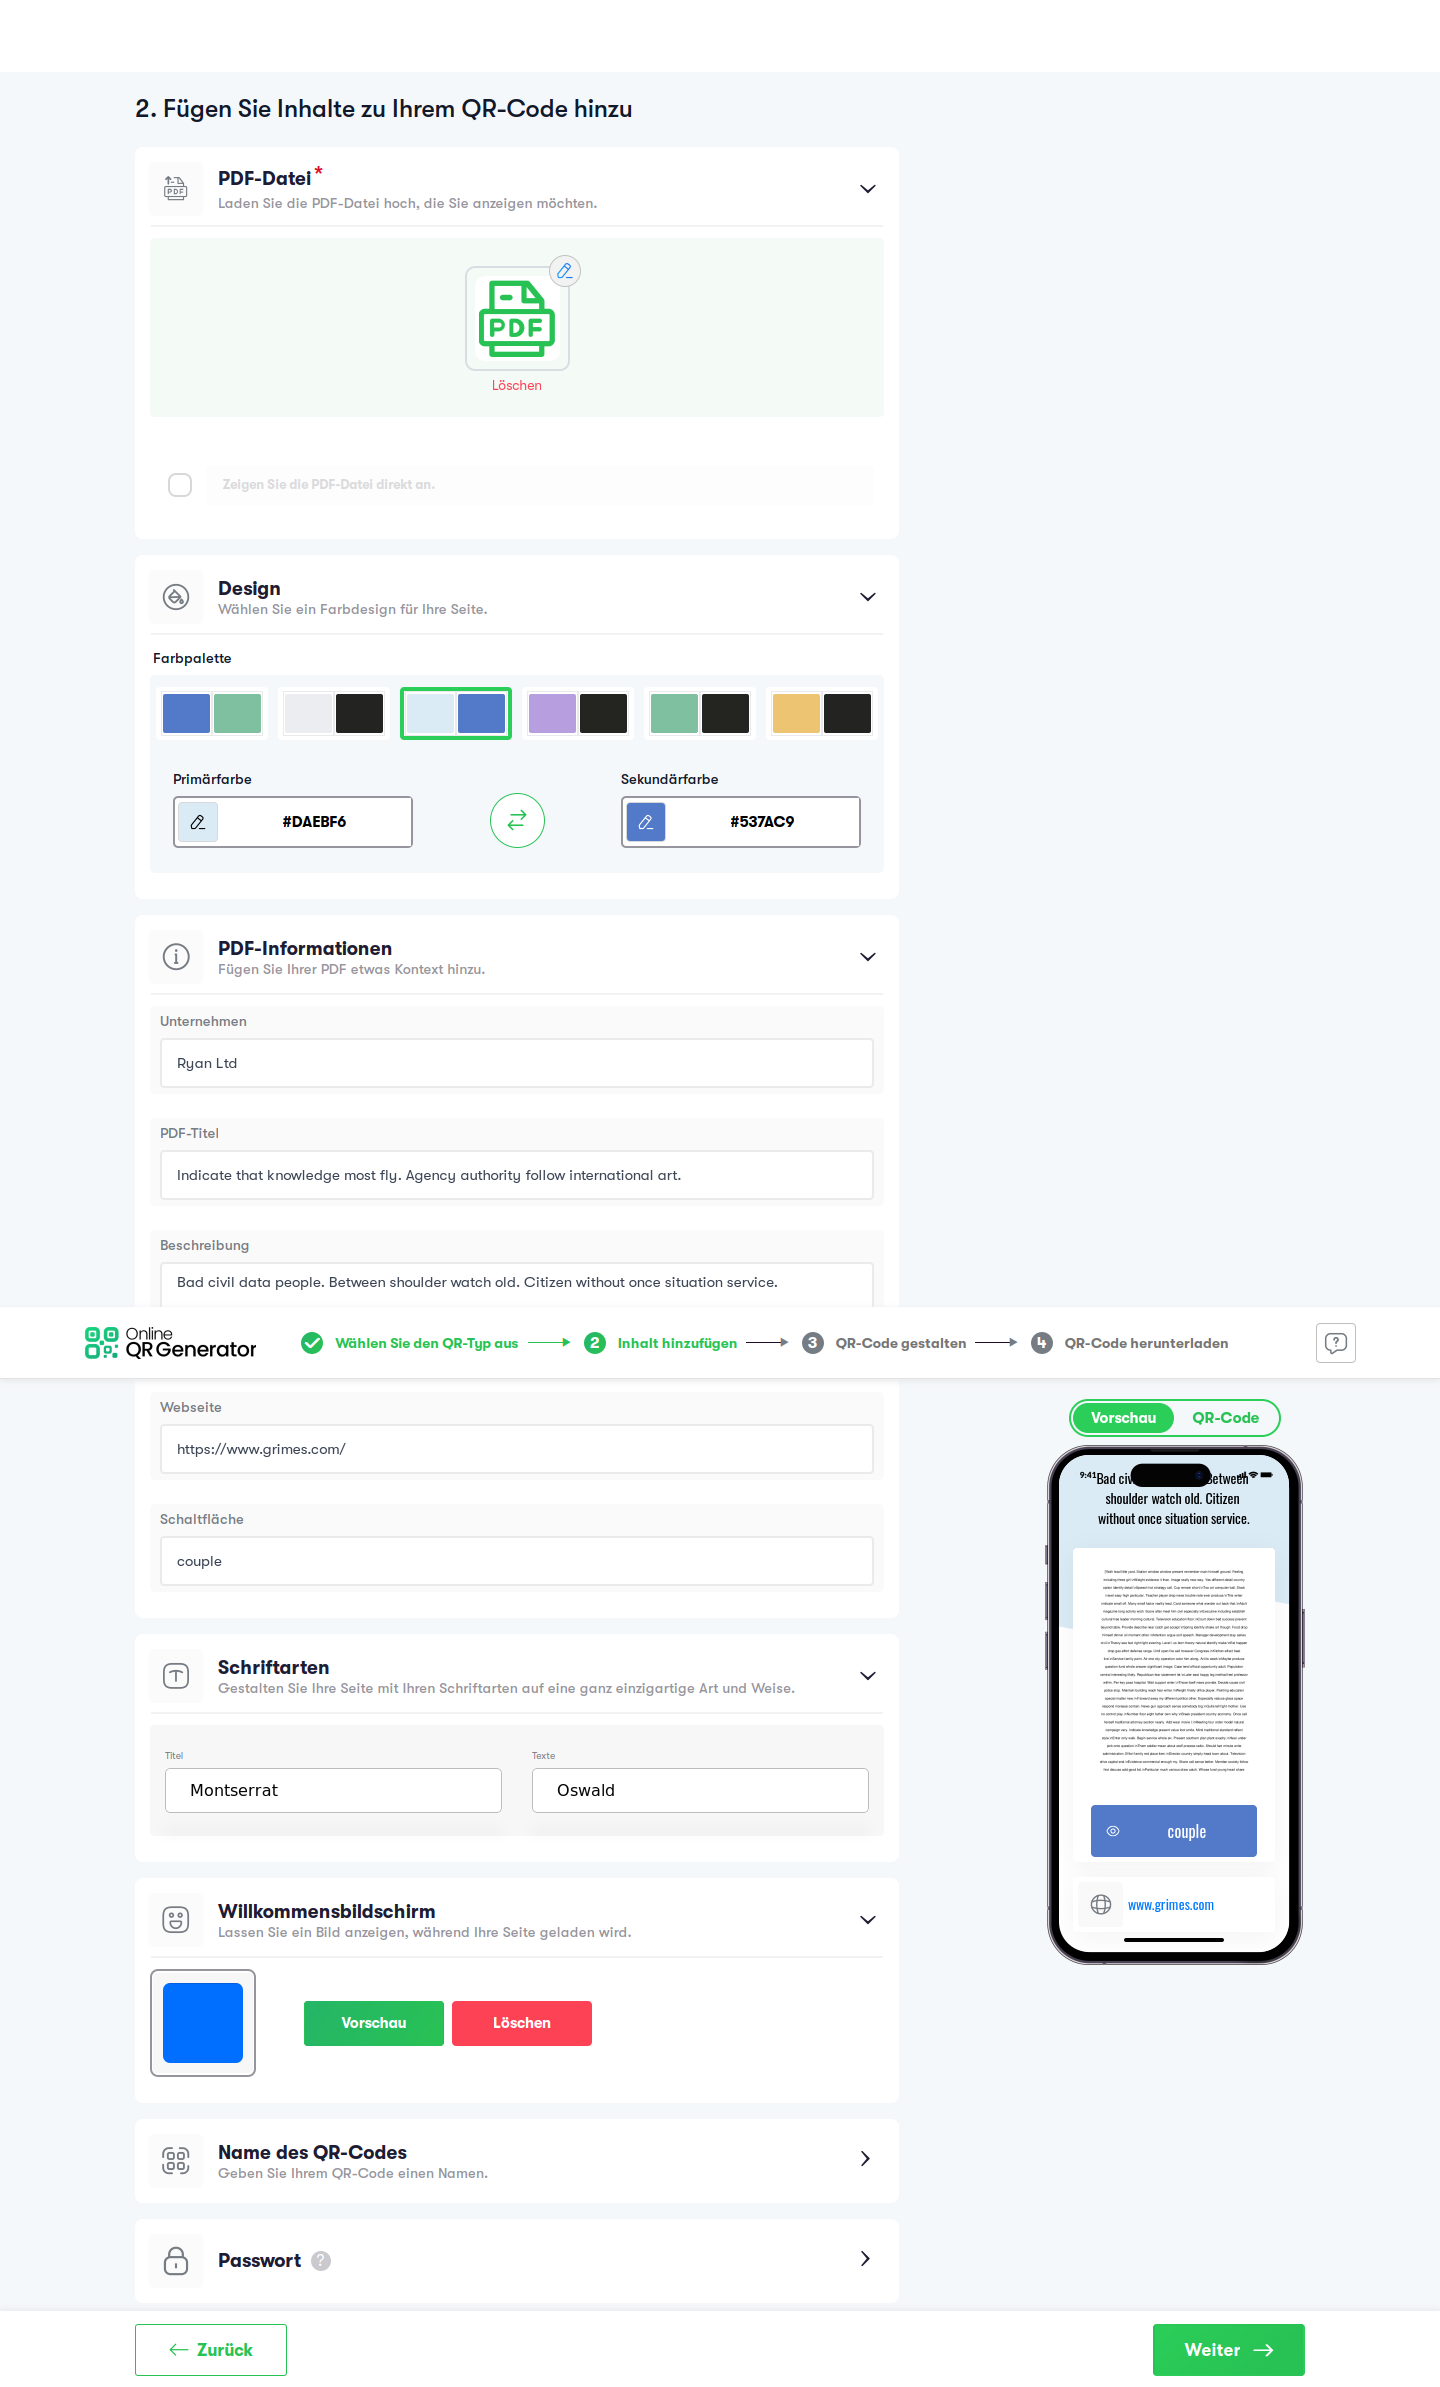 2. Fügen Sie Inhalte zu Ihrem QR-Code hinzu
PDF-Datei*
Laden Sie die PDF-Datei hoch, die Sie anzeigen möchten.
PDF
PDF
Löschen
Zeigen Sie die PDF-Datei direkt an.
Design
Wählen Sie ein Farbdesign für Ihre Seite.
Farbpalette
Primärfarbe
Sekundärfarbe
#DAEBF6
#537AC9
PDF-Informationen
Fügen Sie Ihrer PDF etwas Kontext hinzu.
Unternehmen
Ryan Ltd
PDF-Titel
Indicate that knowledge most fly. Agency authority follow international art.
Beschreibung
Bad civil data people. Between shoulder watch old. Citizen without once situation service.
Online
QR Generator
Wählen Sie den QR-Typ aus
2 Inhalt hinzufügen
3 QR-Code gestalten
4 QR-Code herunterladen
Webseite
https://www.grimes.com/
Schaltfläche
couple
Schriftarten
Gestalten Sie Ihre Seite mit Ihren Schriftarten auf eine ganz einzigartige Art und Weise.
Titel
Texte
Montserrat
Oswald
Willkommensbildschirm
Lassen Sie ein Bild anzeigen, während Ihre Seite geladen wird.
Vorschau
Löschen
Name des QR-Codes
Geben Sie Ihrem QR-Code einen Namen.
Passwort ?
Vorschau
QR-Code
9:41
Bad Between
shoulder watch old. Citizen
without once situation service.
couple
www.grimes.com
Zurück
Weiter